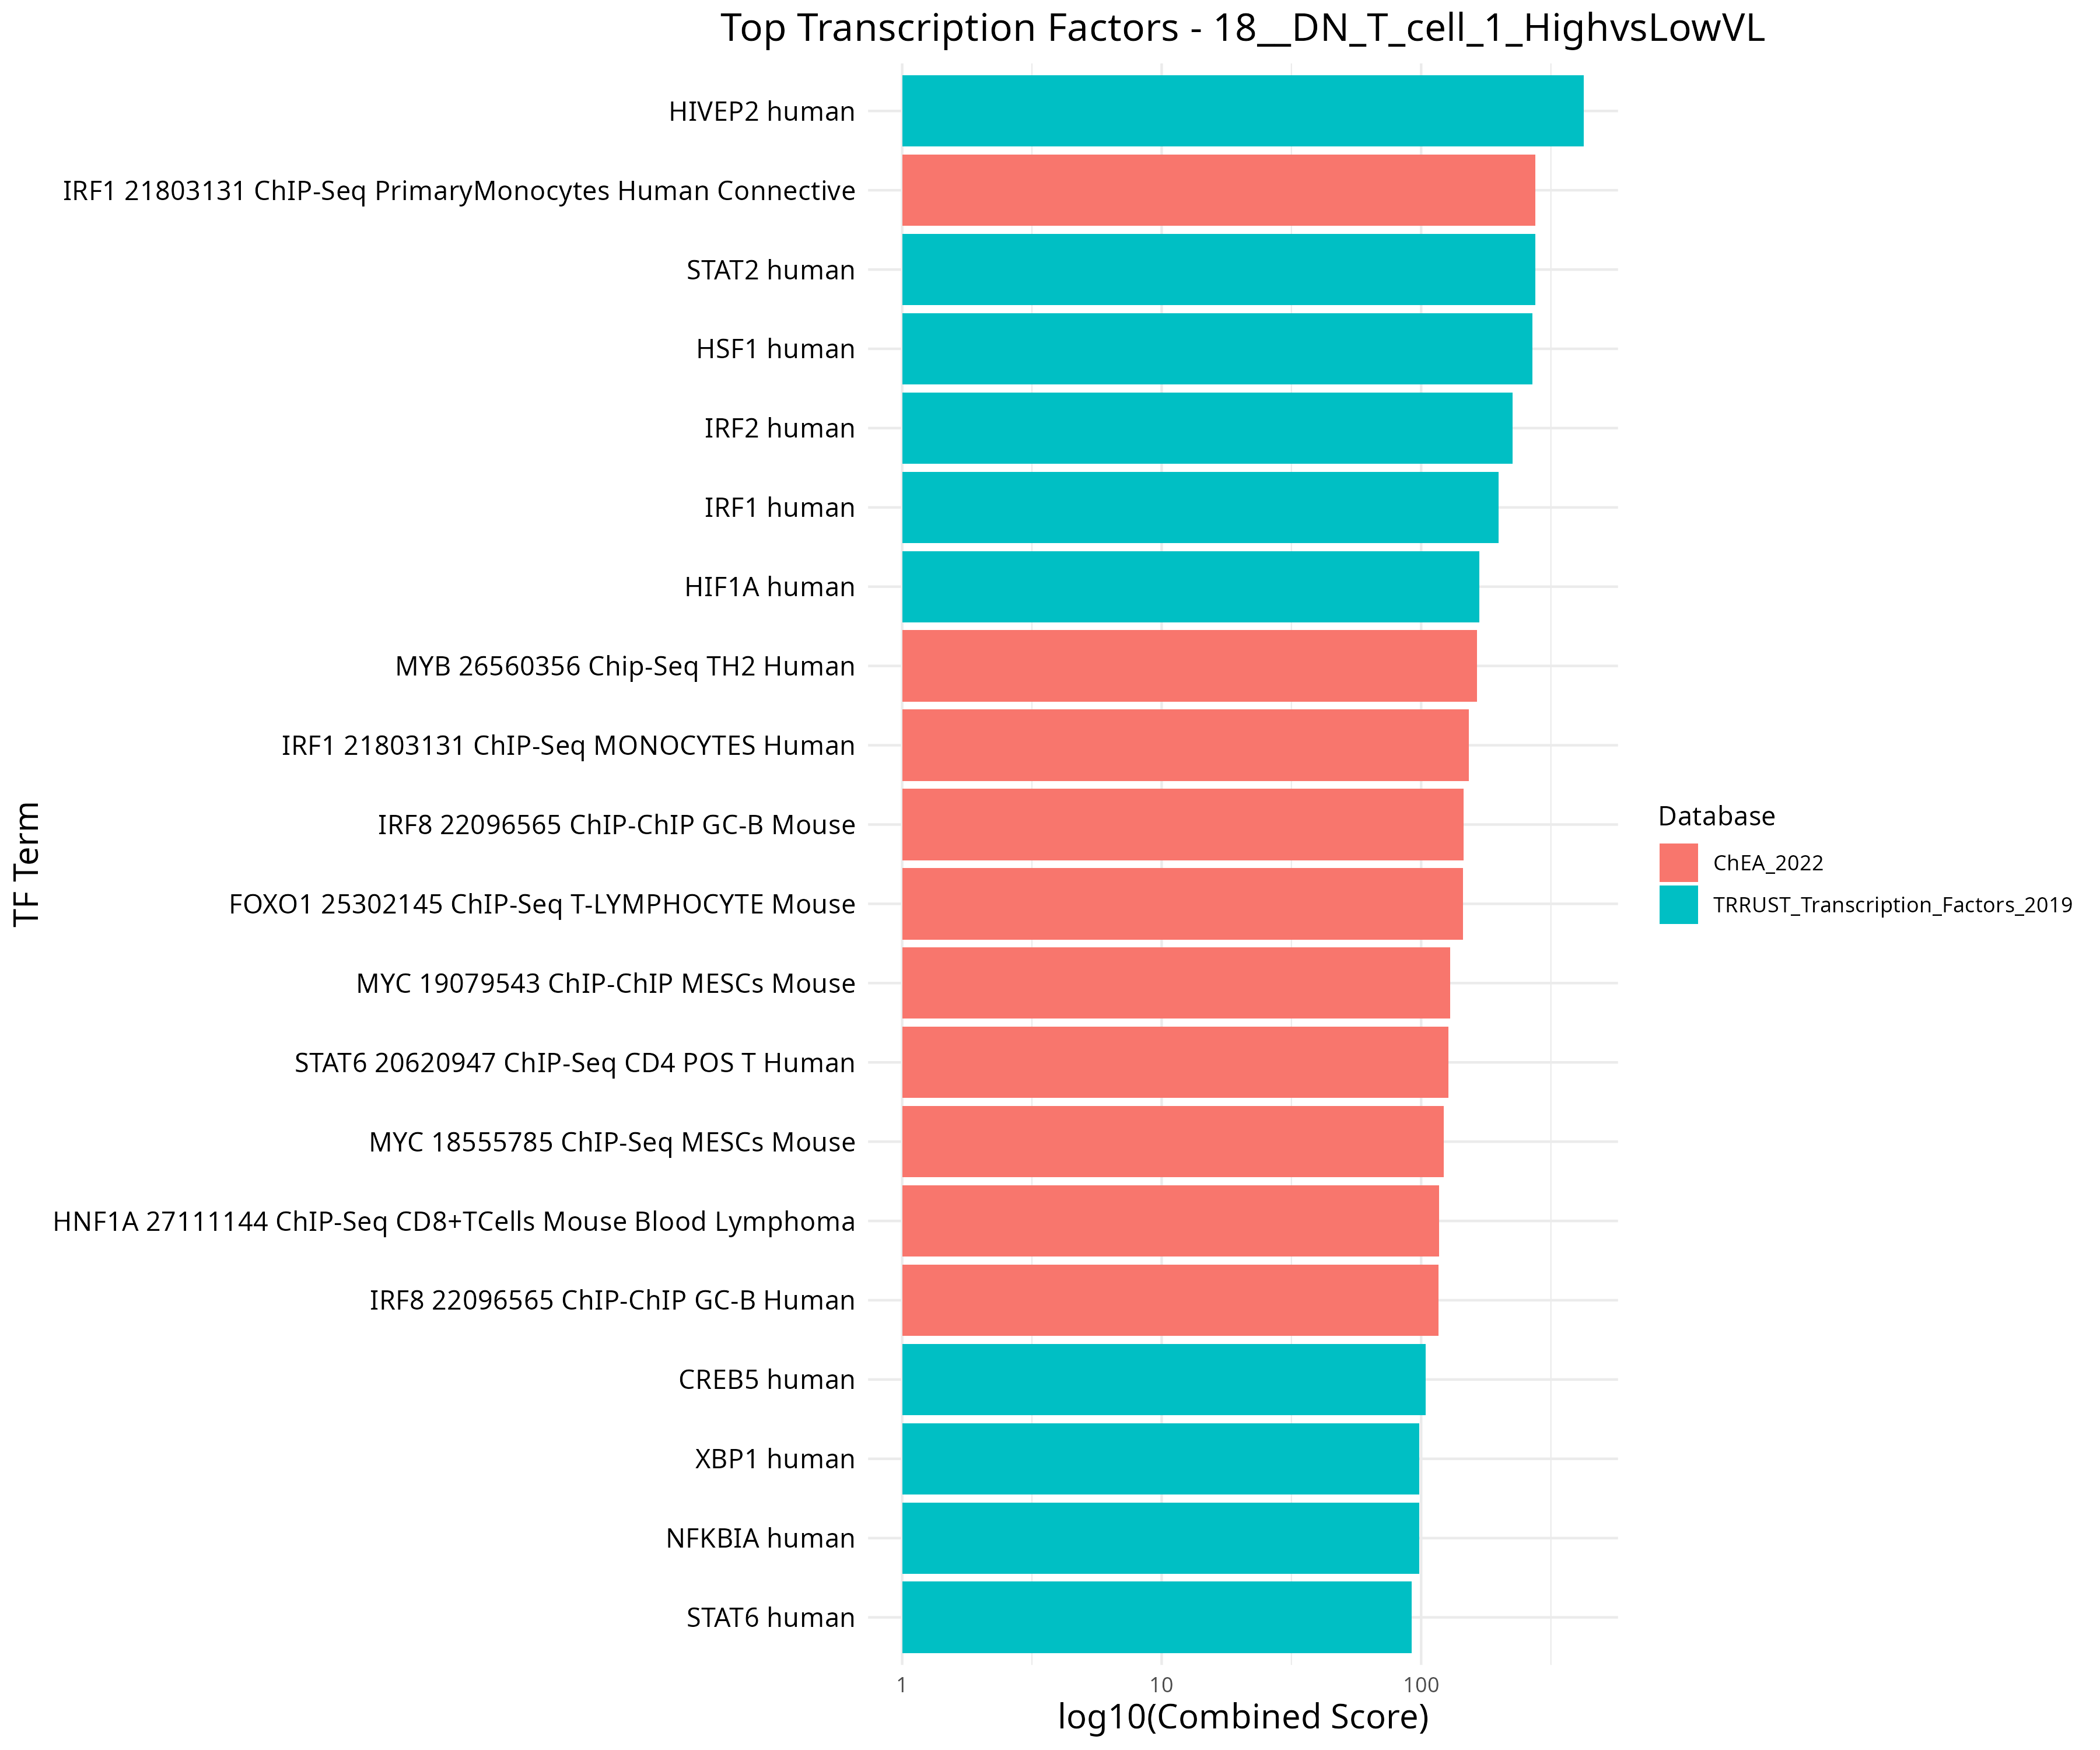 Top Transcription Factors - 18__DN_T_cell_1_HighvsLowVL
TF Term
HIVEP2 human
IRF1 21803131 ChIP-Seq PrimaryMonocytes Human Connective
STAT2 human
HSF1 human
IRF2 human
IRF1 human
HIF1A human
MYB 26560356 Chip-Seq TH2 Human
IRF1 21803131 ChIP-Seq MONOCYTES Human
IRF8 22096565 ChIP-ChIP GC-B Mouse
FOXO1 25302145 ChIP-Seq T-LYMPHOCYTE Mouse
MYC 19079543 ChIP-ChIP MESCs Mouse
STAT6 20620947 ChIP-Seq CD4 POS T Human
MYC 18555785 ChIP-Seq MESCs Mouse
HNF1A 27111144 ChIP-Seq CD8+TCells Mouse Blood Lymphoma
IRF8 22096565 ChIP-ChIP GC-B Human
CREB5 human
XBP1 human
NFKBIA human
STAT6 human
1 10 100
log10(Combined Score)
Database
ChEA_2022
TRRUST_Transcription_Factors_2019